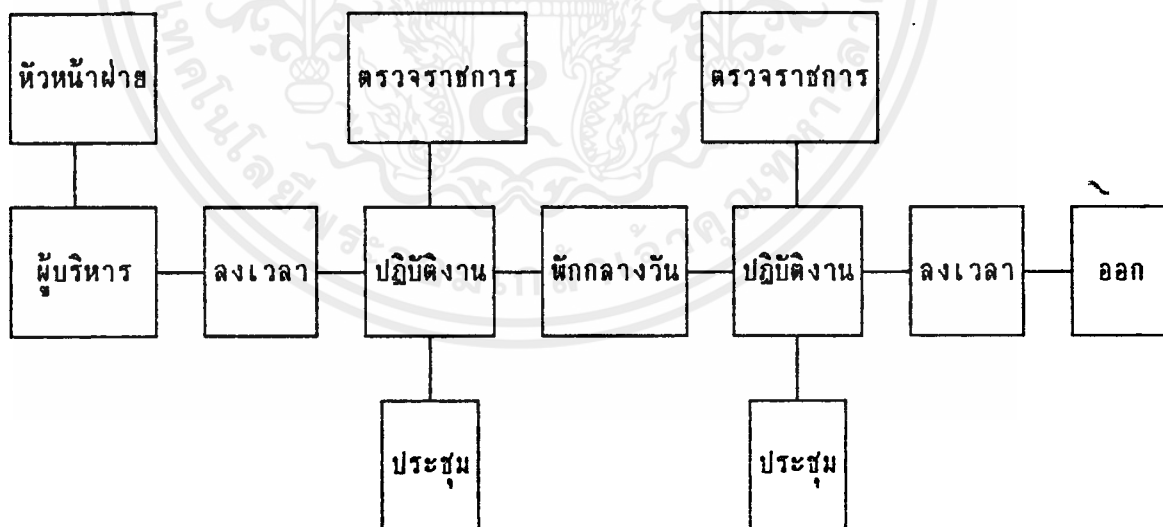 หัวหน้าฝ่าย
ตรวจราชการ
ตรวจราชการ
ผู้บริหาร
ลงเวลา
ปฏิบัติงาน
พักกลางวัน
ปฏิบัติงาน
ลงเวลา
ออก
ประชุม
ประชุม